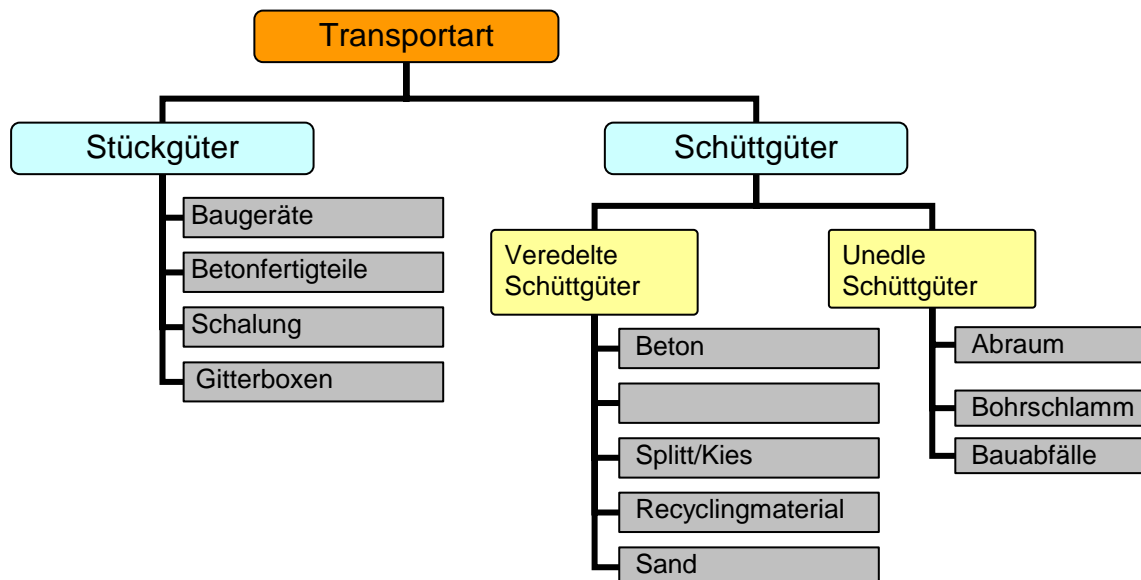 Transportart
Stückgüter
Baugeräte
Betonfertigteile
Schalung
Gitterboxen
Schüttgüter
Veredelte
Schüttgüter
Beton
Splitt/Kies
Recyclingmaterial
Sand
Unedle
Schüttgüter
Abraum
Bohrschlamm
Bauabfälle